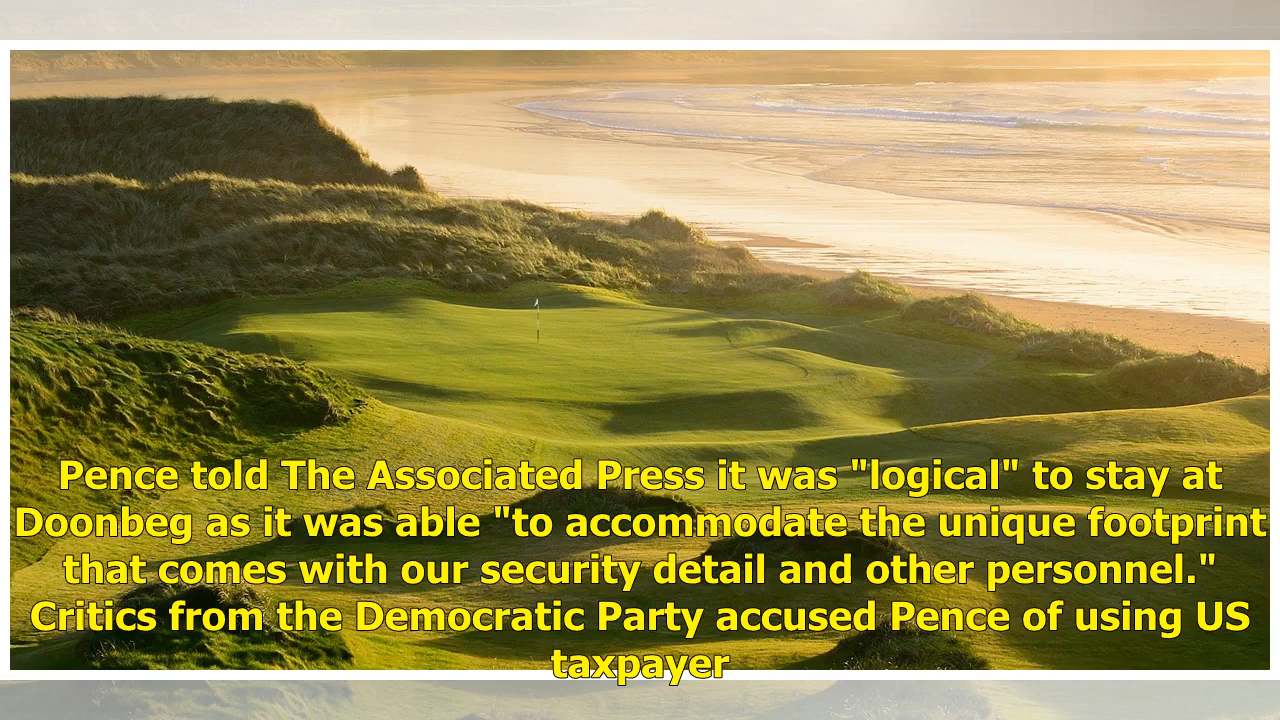 Pence told The Associated Press it was "logical" to stay at
Doonbeg as it was able "to accommodate the unique footprint
that comes with our security detail and other personnel."
Critics from the Democratic Party accused Pence of using US
taxpayer